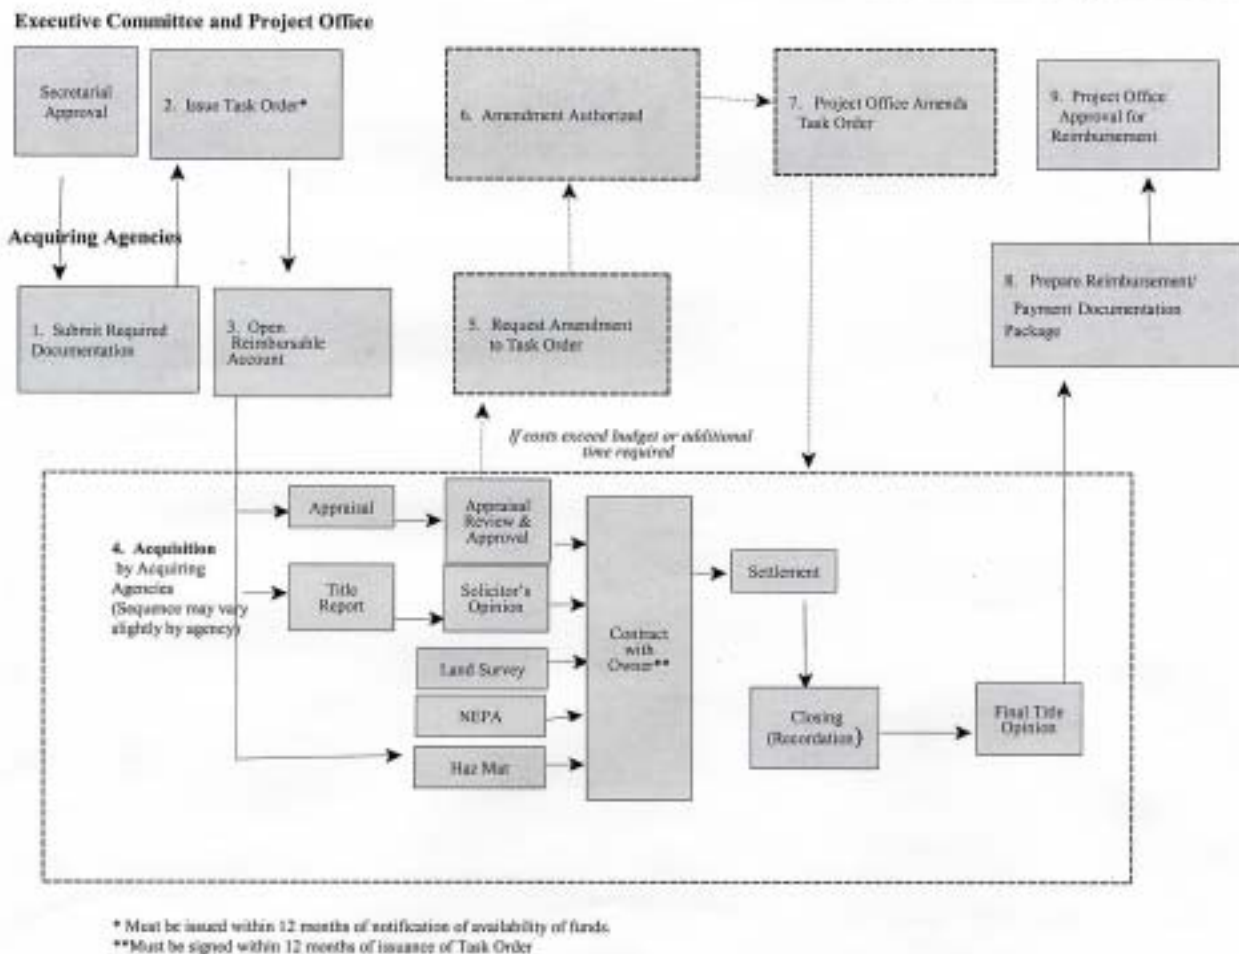 Executive Committee and Project Office
Secretarial
Approval
2. Issue Task Order*
6. Amendment Authorized
7. Project Office Amends
Task Order
9. Project Office
Approval for
Reimbursement
Acquiring Agencies
1. Submit Required
Documentation
3. Open
Reimbursable
Account
5. Request Amendment
to Task Order
8. Prepare Reimbursement/
Payment Documentation
Package
If costs exceed budget or additional
time required
4. Acquisition
by Acquiring
Agencies
(Sequence may vary
slightly by agency)
Appraisal
Appraisal
Review &
Approval
Title
Report
Solicitor's
Opinion
Land Survey
NEPA
Haz Mat
Contract
with
Owner**
Settlement
Closing
(Recordation}
Final Title
Opinion
* Must be issued within 12 months of notification of availability of funds.
**Must be signed within 12 months of issuance of Task Order